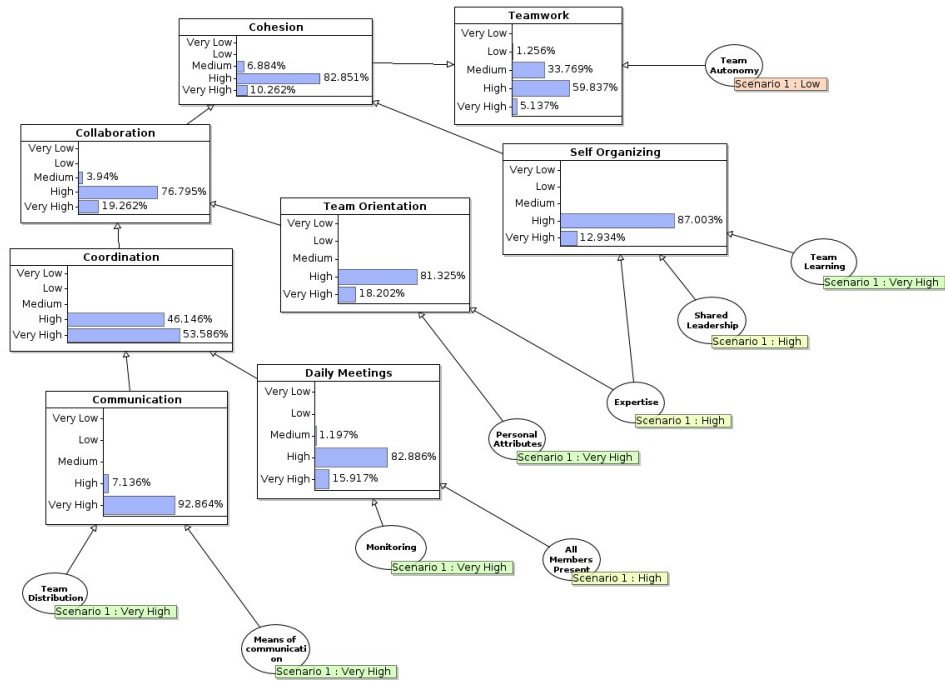 Cohesion
Very Low
Low
Medium 6.884%
High 82.851%
Very High 10.262%
Teamwork
Very Low
Low 1.256%
Medium 33.769%
High 59.837%
Very High 5.137%
Team
Autonomy
Scenario 1 : Low
Collaboration
Very Low
Low
Medium 3.94%
High 76.795%
Very High 19.262%
Self Organizing
Very Low
Low
Medium
High 87.003%
Very High 12.934%
Team Orientation
Very Low
Low
Medium
High 81.325%
Very High 18.202%
Team
Learning
Scenario 1 : Very High
Coordination
Very Low
Low
Medium
High 46.146%
Very High 53.586%
Shared
Leadership
Scenario 1 : High
Daily Meetings
Very Low
Low
Medium 1.197%
High 82.886%
Very High 15.917%
Expertise
Scenario 1 : High
Communication
Very Low
Low
Medium
High 7.136%
Very High 92.864%
Personal
Attributes
Scenario 1 : Very High
Monitoring
Scenario 1 : Very High
All
Members
Present
Scenario 1 : High
Team
Distribution
Scenario 1 : Very High
Means of
communicati
on
Scenario 1 : Very High